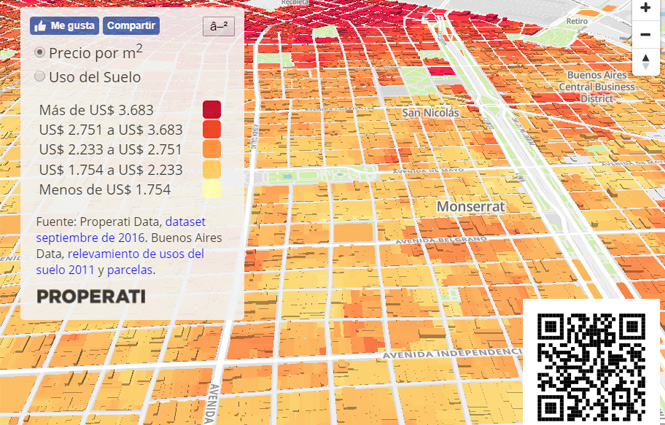 Me gusta
Compartir
â–²
Precio por m²
Uso del Suelo
Más de US$ 3.683
US$ 2.751 a US$ 3.683
US$ 2.233 a US$ 2.751
US$ 1.754 a US$ 2.233
Menos de US$ 1.754
Fuente: Properati Data, dataset
septiembre de 2016. Buenos Aires
Data, relevamiento de usos del
suelo 2011 y parcelas.
PROPERATI
Recoleta
Retiro
Buenos Aires
Central Business
District
San Nicolás
AVENIDA DE MAYO
Monserrat
AVENIDA BELGRANO
AVENIDA INDEPENDENCI
AVENIDA